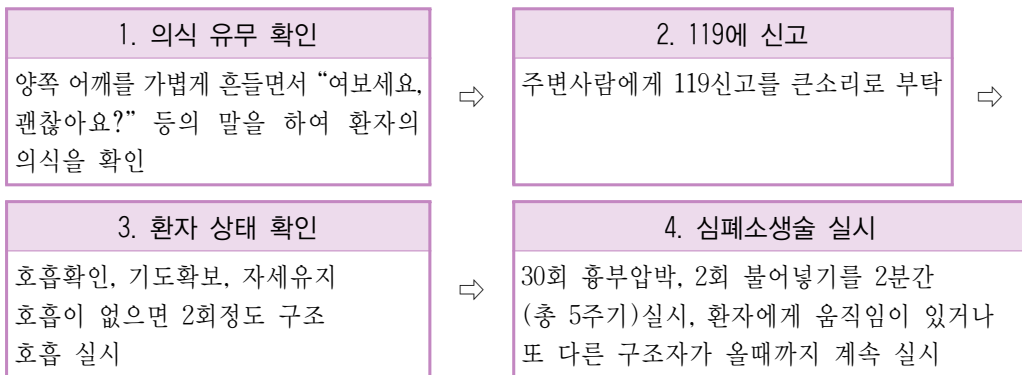 1. 의식 유무 확인
양쪽 어깨를 가볍게 흔들면서 “여보세요,
괜찮아요?” 등의 말을 하여 환자의
의식을 확인
⇨
2. 119에 신고
주변사람에게 119신고를 큰소리로 부탁
⇨
3. 환자 상태 확인
호흡확인, 기도확보, 자세유지
호흡이 없으면 2회정도 구조
호흡 실시
⇨
4. 심폐소생술 실시
30회 흉부압박, 2회 불어넣기를 2분간
(총 5주기)실시, 환자에게 움직임이 있거나
또 다른 구조자가 올때까지 계속 실시